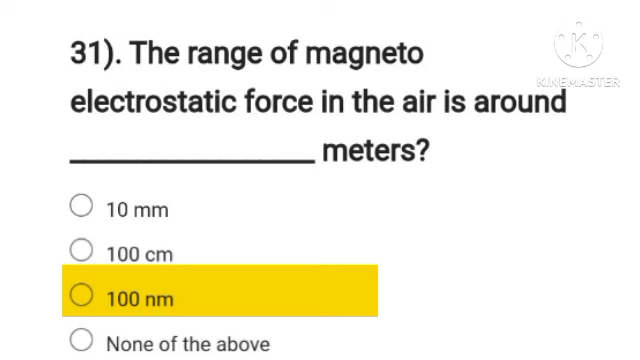 31). The range of magneto
electrostatic force in the air is around
________________ meters?
10 mm
100 cm
100 nm
None of the above
K
KINEMASTER